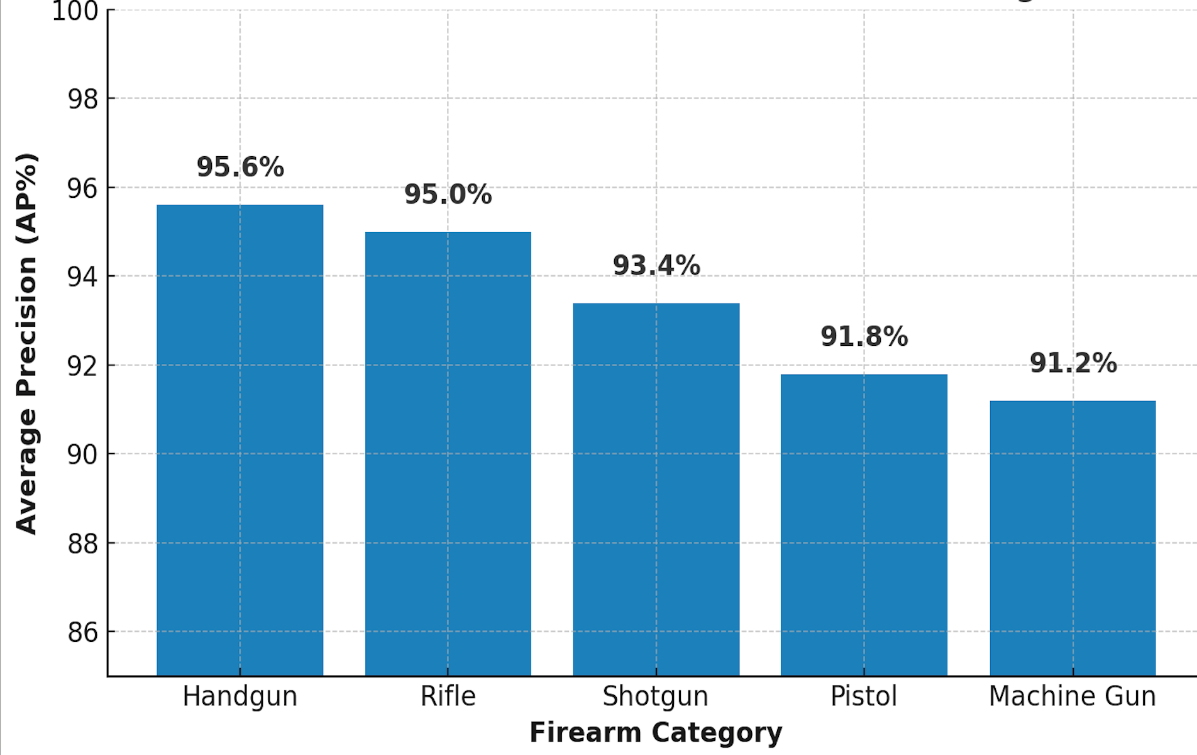 100
98
96
94
92
90
88
86
Average Precision (AP%)
95.6%
95.0%
93.4%
91.8%
91.2%
Handgun
Rifle
Shotgun
Pistol
Machine Gun
Firearm Category